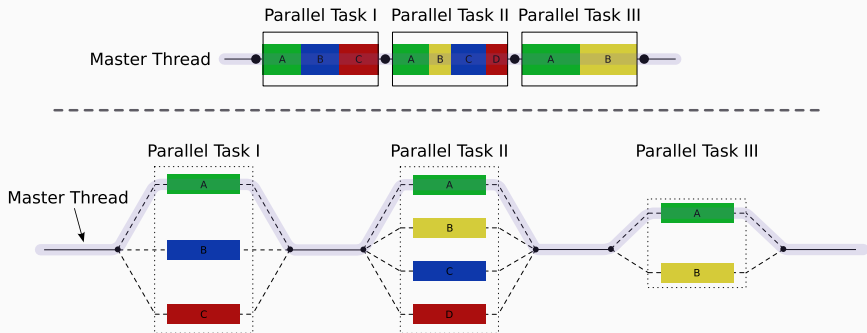 Parallel Task I Parallel Task II Parallel Task III
Master Thread A B C A B C D A B
Parallel Task I Parallel Task II Parallel Task III
A A
Master Thread
B A
B
B C
B
C D